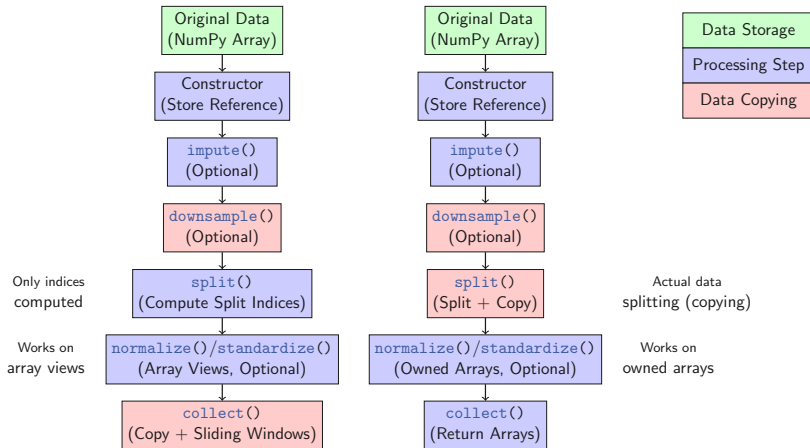 Original Data
(NumPy Array)
Constructor
(Store Reference)
impute()
(Optional)
downsample()
(Optional)
Only indices
computed
split()
(Compute Split Indices)
Works on
array views
normalize()/standardize()
(Array Views, Optional)
collect()
(Copy + Sliding Windows)
Original Data
(NumPy Array)
Constructor
(Store Reference)
impute()
(Optional)
downsample()
(Optional)
split()
(Split + Copy)
Actual data
splitting (copying)
normalize()/standardize()
(Owned Arrays, Optional)
Works on
owned arrays
collect()
(Return Arrays)
Data Storage
Processing Step
Data Copying